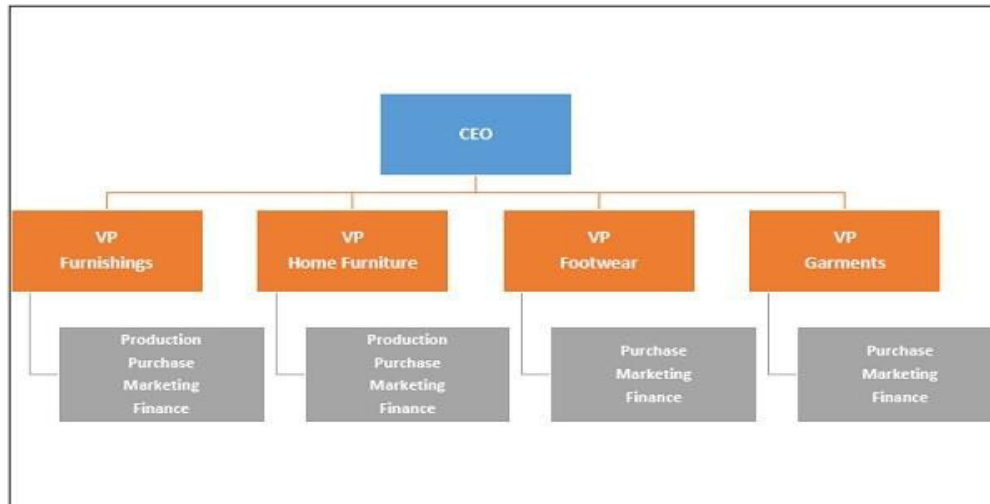 CEO
VP
Furnishings
VP
Home Furniture
VP
Footwear
VP
Garments
Production
Purchase
Marketing
Finance
Production
Purchase
Marketing
Finance
Purchase
Marketing
Finance
Purchase
Marketing
Finance